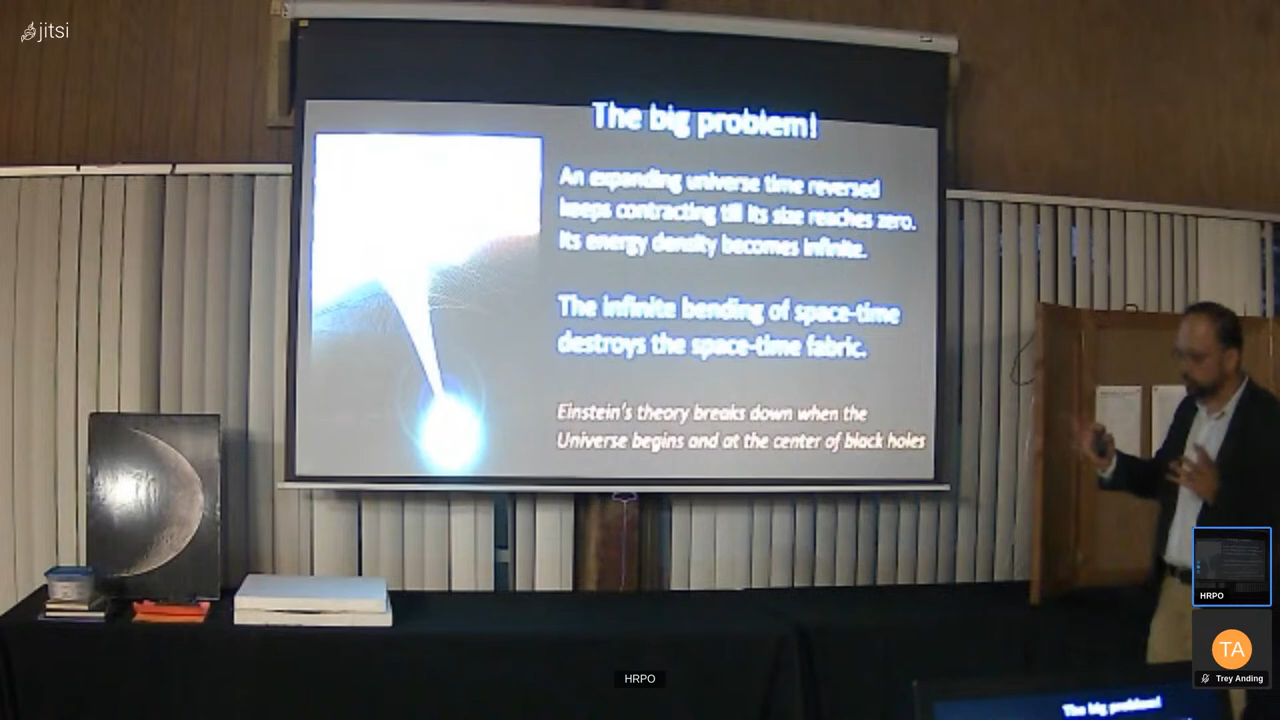 jitsi
The big problem!
An expanding universe time reversed
keeps contracting till its size reaches zero.
Its energy density becomes infinite.
The infinite bending of space-time
destroys the space-time fabric.
Einstein's theory breaks down when the
Universe begins and at the center of black holes
HRPO
TA
Trey Anding
HRPO
The big problem!